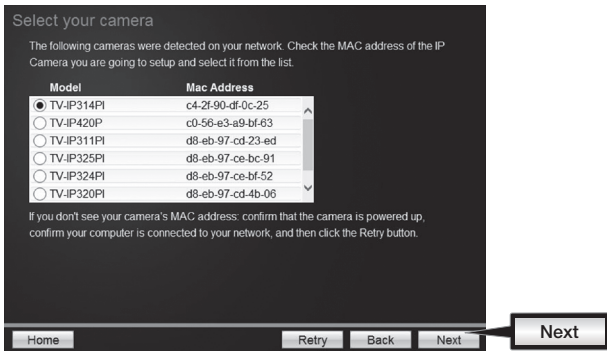 Select your camera
The following cameras were detected on your network. Check the MAC address of the IP
Camera you are going to setup and select it from the list.
Model Mac Address
TV-IP314PI c4-2f-90-df-0c-25
TV-IP420P c0-56-e3-a9-bf-63
TV-IP311PI d8-eb-97-cd-23-ed
TV-IP325PI d8-eb-97-ce-bc-91
TV-IP324PI d8-eb-97-ce-bf-52
TV-IP320PI d8-eb-97-cd-4b-06
If you don't see your camera's MAC address: confirm that the camera is powered up,
confirm your computer is connected to your network, and then click the Retry button.
Home Retry Back Next
Next